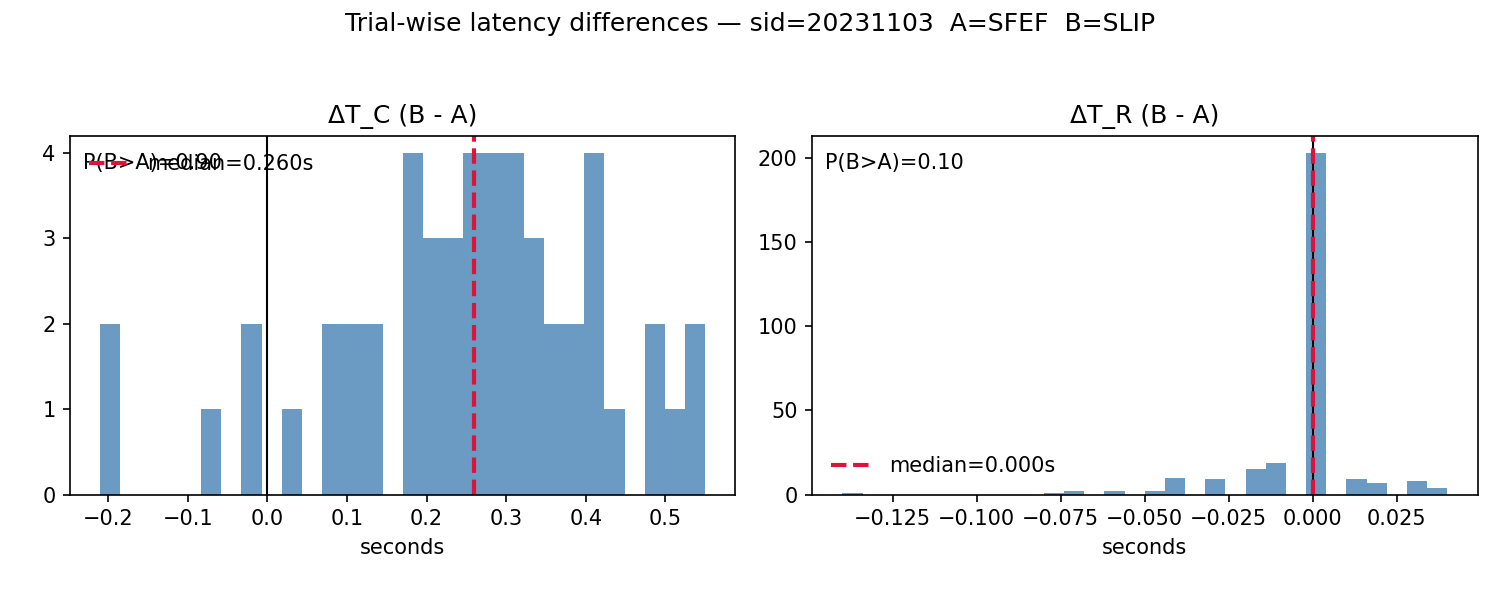 Trial-wise latency differences — sid=20231103  A=SFEF  B=SLIP
ΔT_C (B - A)
P(B>A)=0.90
median=0.260s
4
3
2
1
0
−0.2 −0.1 0.0 0.1 0.2 0.3 0.4 0.5
seconds
ΔT_R (B - A)
P(B>A)=0.10
200
150
100
50
0
median=0.000s
−0.125 −0.100 −0.075 −0.050 −0.025 0.000 0.025
seconds